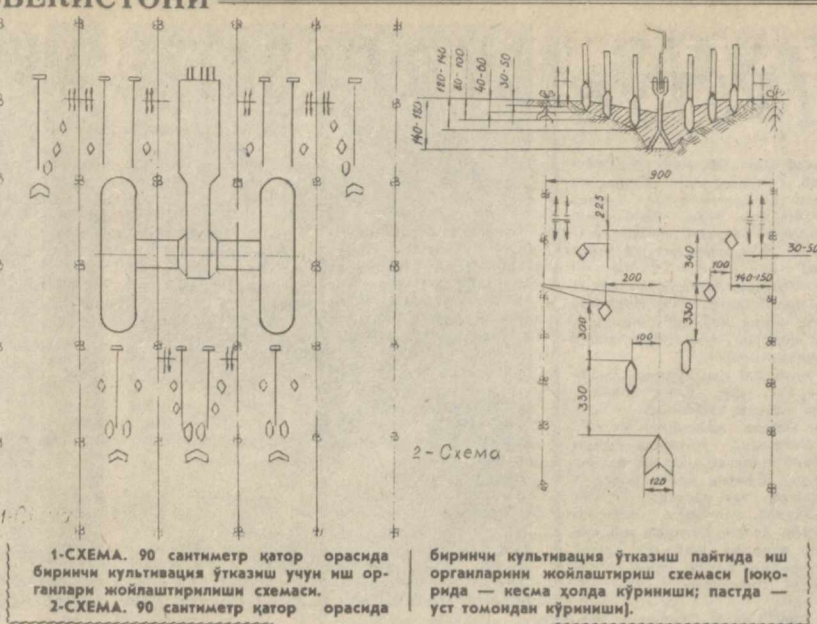 ЎЗБЕКИСТОНИ
120-140
80-100
40-60
30-50
140-180
900
225
30-50
340
100
140-150
200
300
330
100
330
120
2-Схема
1-СХЕМА. 90 сантиметр қатор орасида
биринчи культивация ўтказиш учун иш ор-
ганлари жойлаштирилиши схемаси.
2-СХЕМА. 90 сантиметр қатор орасида
биринчи культивация ўтказиш пайтида иш
органларини жойлаштириш схемаси (юқо-
рида — кесма ҳолда кўриниши; пастда —
уст томондан кўриниши).